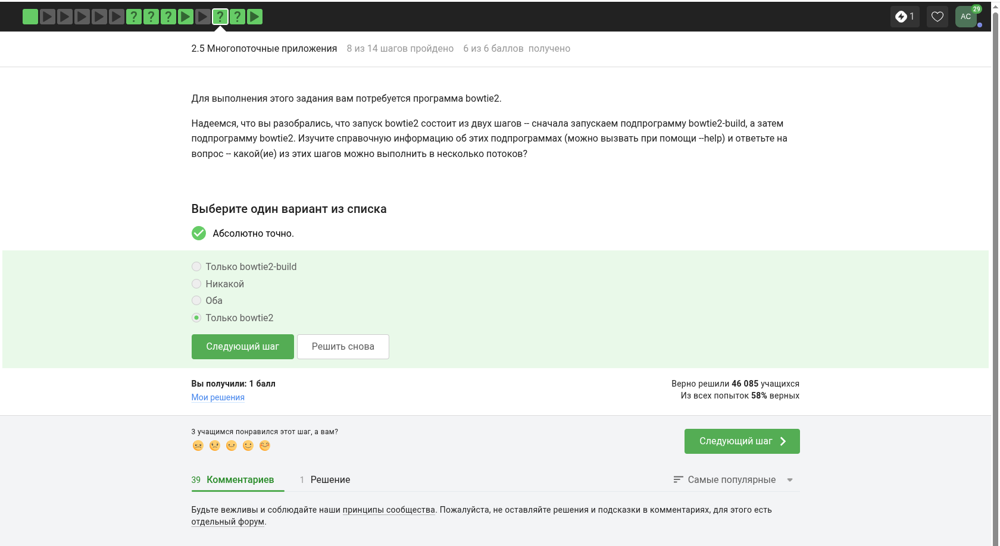 ? ? ? ? ?
1
AC
29
2.5 Многопоточные приложения 8 из 14 шагов пройдено 6 из 6 баллов получено
Для выполнения этого задания вам потребуется программа bowtie2.
Надеемся, что вы разобрались, что запуск bowtie2 состоит из двух шагов -- сначала запускаем подпрограмму bowtie2-build, а затем
подпрограмму bowtie2. Изучите справочную информацию об этих подпрограммах (можно вызвать при помощи --help) и ответьте на
вопрос -- какой(ие) из этих шагов можно выполнить в несколько потоков?
Выберите один вариант из списка
Абсолютно точно.
Только bowtie2-build
Никакой
Оба
Только bowtie2
Следующий шаг Решить снова
Вы получили: 1 балл
Мои решения
Верно решили 46 085 учащихся
Из всех попыток 58% верных
3 учащимся понравился этот шаг, а вам?
Следующий шаг
39 Комментариев 1 Решение Самые популярные
Будьте вежливы и соблюдайте наши принципы сообщества. Пожалуйста, не оставляйте решения и подсказки в комментариях, для этого есть
отдельный форум.